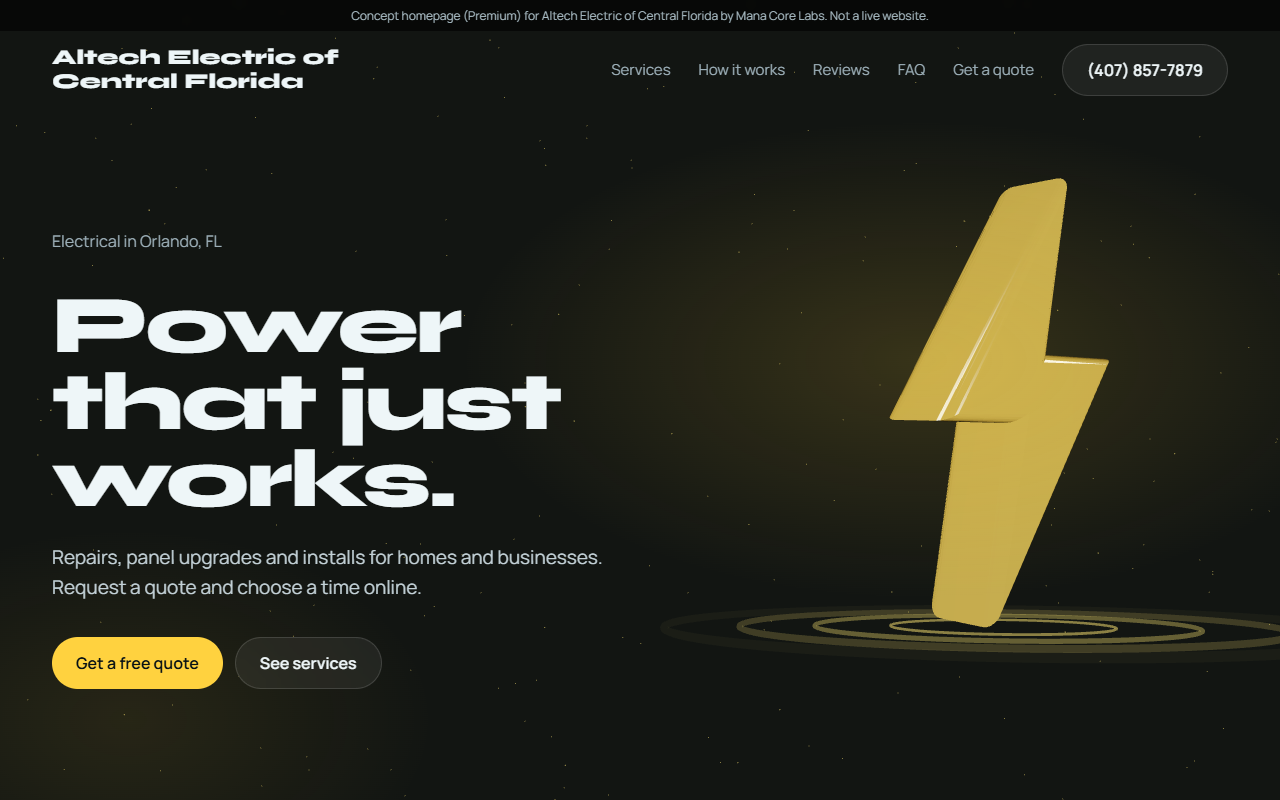 Concept homepage (Premium) for Altech Electric of Central Florida by Mana Core Labs. Not a live website.
Altech Electric of
Central Florida
Services
How it works
Reviews
FAQ
Get a quote
(407) 857-7879
Electrical in Orlando, FL
Power
that just
works.
Repairs, panel upgrades and installs for homes and businesses.
Request a quote and choose a time online.
Get a free quote
See services